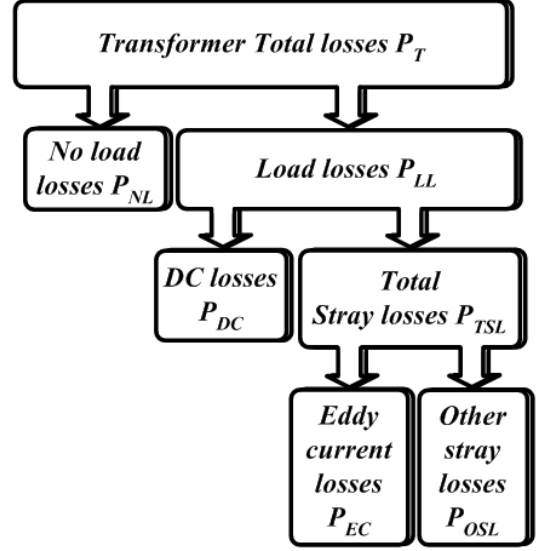 Transformer Total losses P_T
No load
losses P_NL
Load losses P_LL
DC losses
P_DC
Total
Stray losses P_TSL
Eddy
current
losses
P_EC
Other
stray
losses
P_OSL